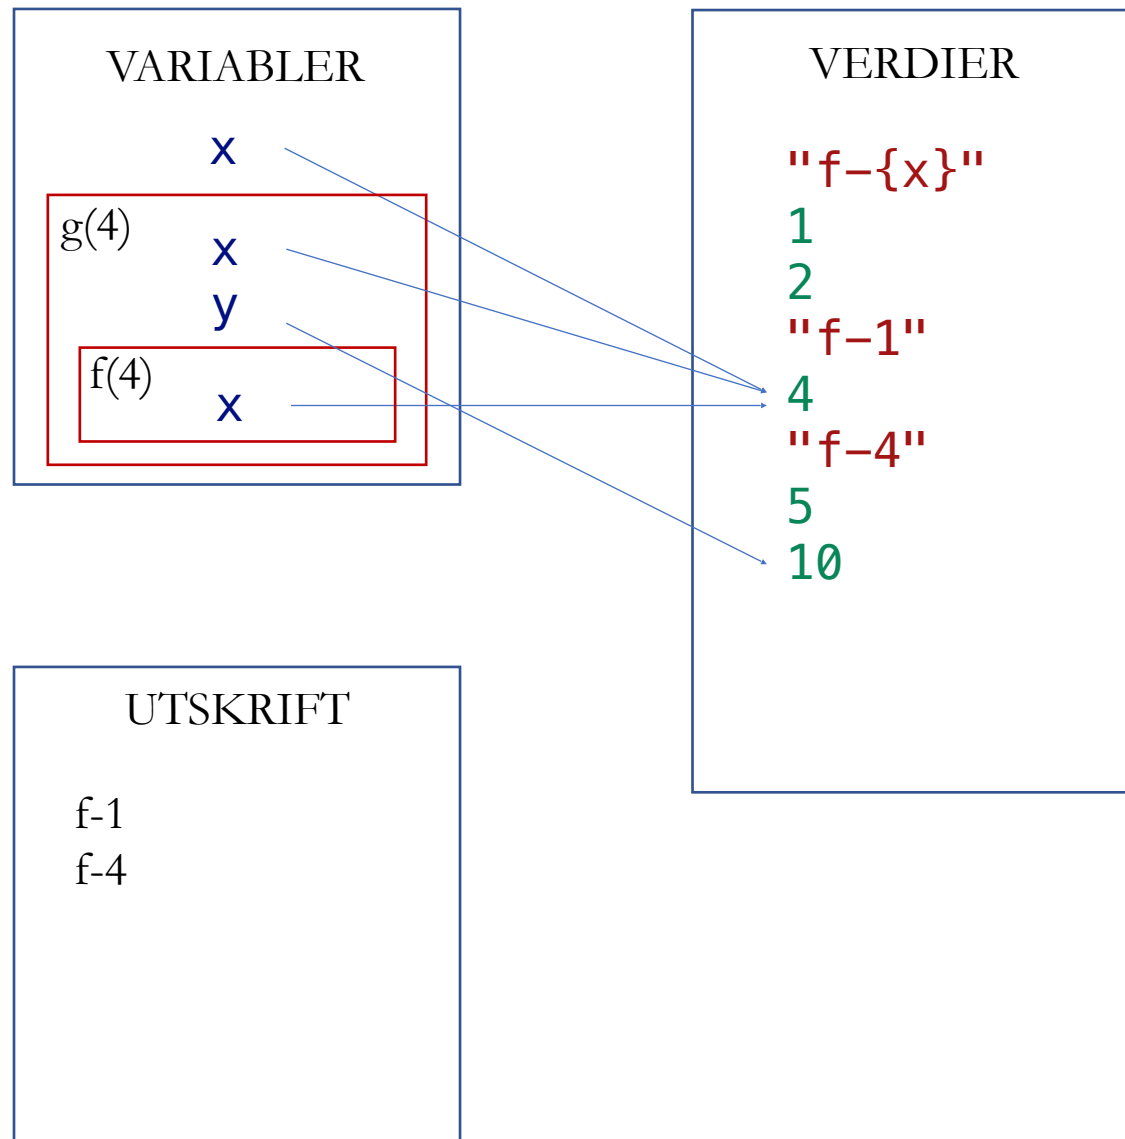 VARIABLER
x
g(4)
x
y
f(4)
x
VERDIER
"f-{x}"
1
2
"f-1"
4
"f-4"
5
10
UTSKRIFT
f-1
f-4